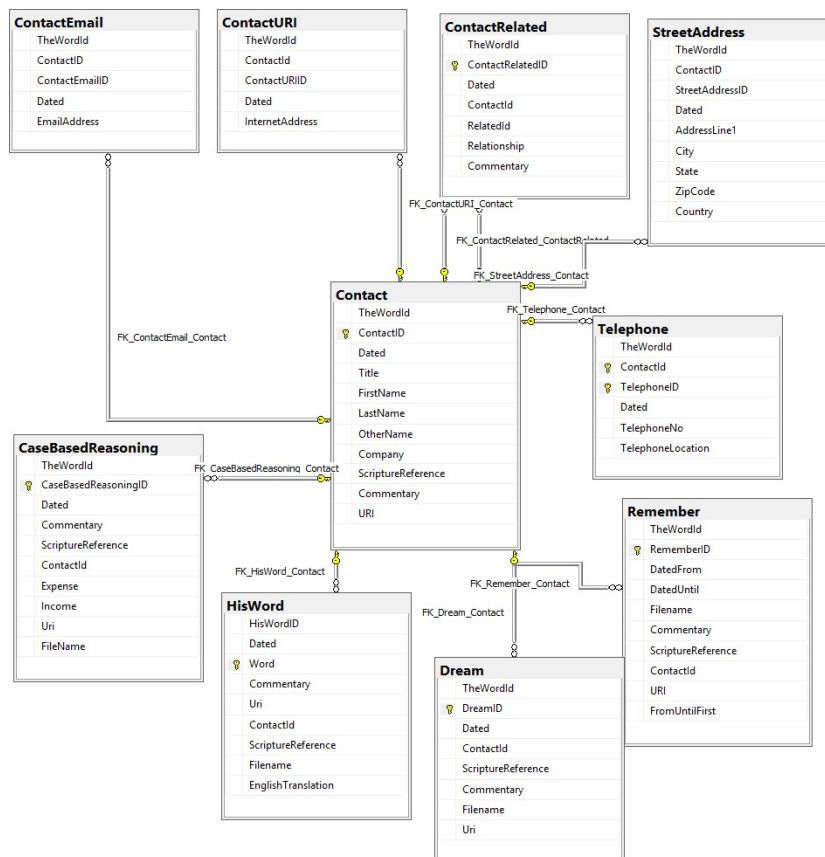 ContactEmail
TheWordId
ContactID
ContactEmailID
Dated
EmailAddress
ContactURI
TheWordId
ContactId
ContactURIID
Dated
InternetAddress
ContactRelated
TheWordId
ContactRelatedID
Dated
ContactId
RelatedId
Relationship
Commentary
StreetAddress
TheWordId
ContactID
StreetAddressID
Dated
AddressLine1
City
State
ZipCode
Country
FK_ContactURI_Contact
FK_ContactRelated_ContactRelated
FK_StreetAddress_Contact
FK_Telephone_Contact
FK_ContactEmail_Contact
Contact
TheWordId
ContactID
Dated
Title
FirstName
LastName
OtherName
Company
ScriptureReference
Commentary
URI
Telephone
TheWordId
ContactId
TelephoneID
Dated
TelephoneNo
TelephoneLocation
CaseBasedReasoning
TheWordId
CaseBasedReasoningID
Dated
Commentary
ScriptureReference
ContactId
Expense
Income
Uri
FileName
FK_CaseBasedReasoning_Contact
FK_HisWord_Contact
FK_Remember_Contact
FK_Dream_Contact
HisWord
HisWordID
Dated
Word
Commentary
Uri
ContactId
ScriptureReference
Filename
EnglishTranslation
Remember
TheWordId
RememberID
DatedFrom
DatedUntil
Filename
Commentary
ScriptureReference
ContactId
URI
FromUntilFirst
Dream
TheWordId
DreamID
Dated
ContactId
ScriptureReference
Commentary
Filename
Uri